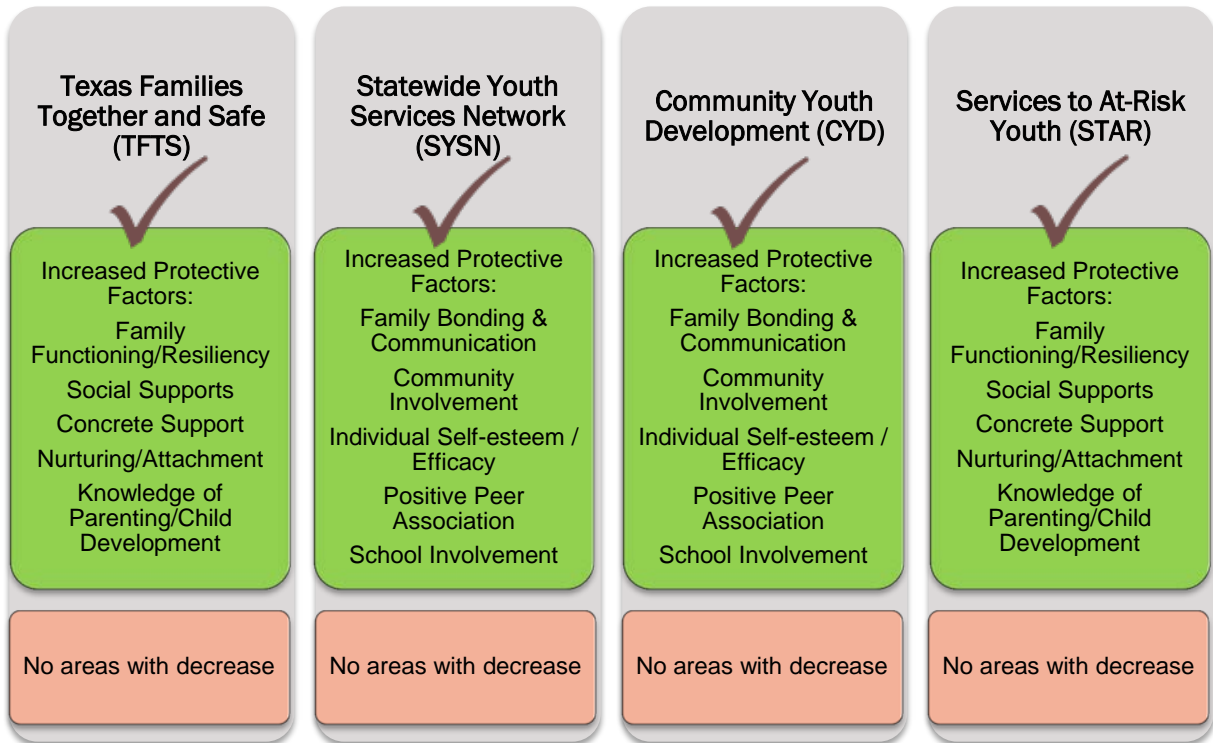 Texas Families
Together and Safe
(TFTS)
Increased Protective
Factors:
Family
Functioning/Resiliency
Social Supports
Concrete Support
Nurturing/Attachment
Knowledge of
Parenting/Child
Development
No areas with decrease
Statewide Youth
Services Network
(SYSN)
Increased Protective
Factors:
Family Bonding &
Communication
Community
Involvement
Individual Self-esteem /
Efficacy
Positive Peer
Association
School Involvement
No areas with decrease
Community Youth
Development (CYD)
Increased Protective
Factors:
Family Bonding &
Communication
Community
Involvement
Individual Self-esteem /
Efficacy
Positive Peer
Association
School Involvement
No areas with decrease
Services to At-Risk
Youth (STAR)
Increased Protective
Factors:
Family
Functioning/Resiliency
Social Supports
Concrete Support
Nurturing/Attachment
Knowledge of
Parenting/Child
Development
No areas with decrease